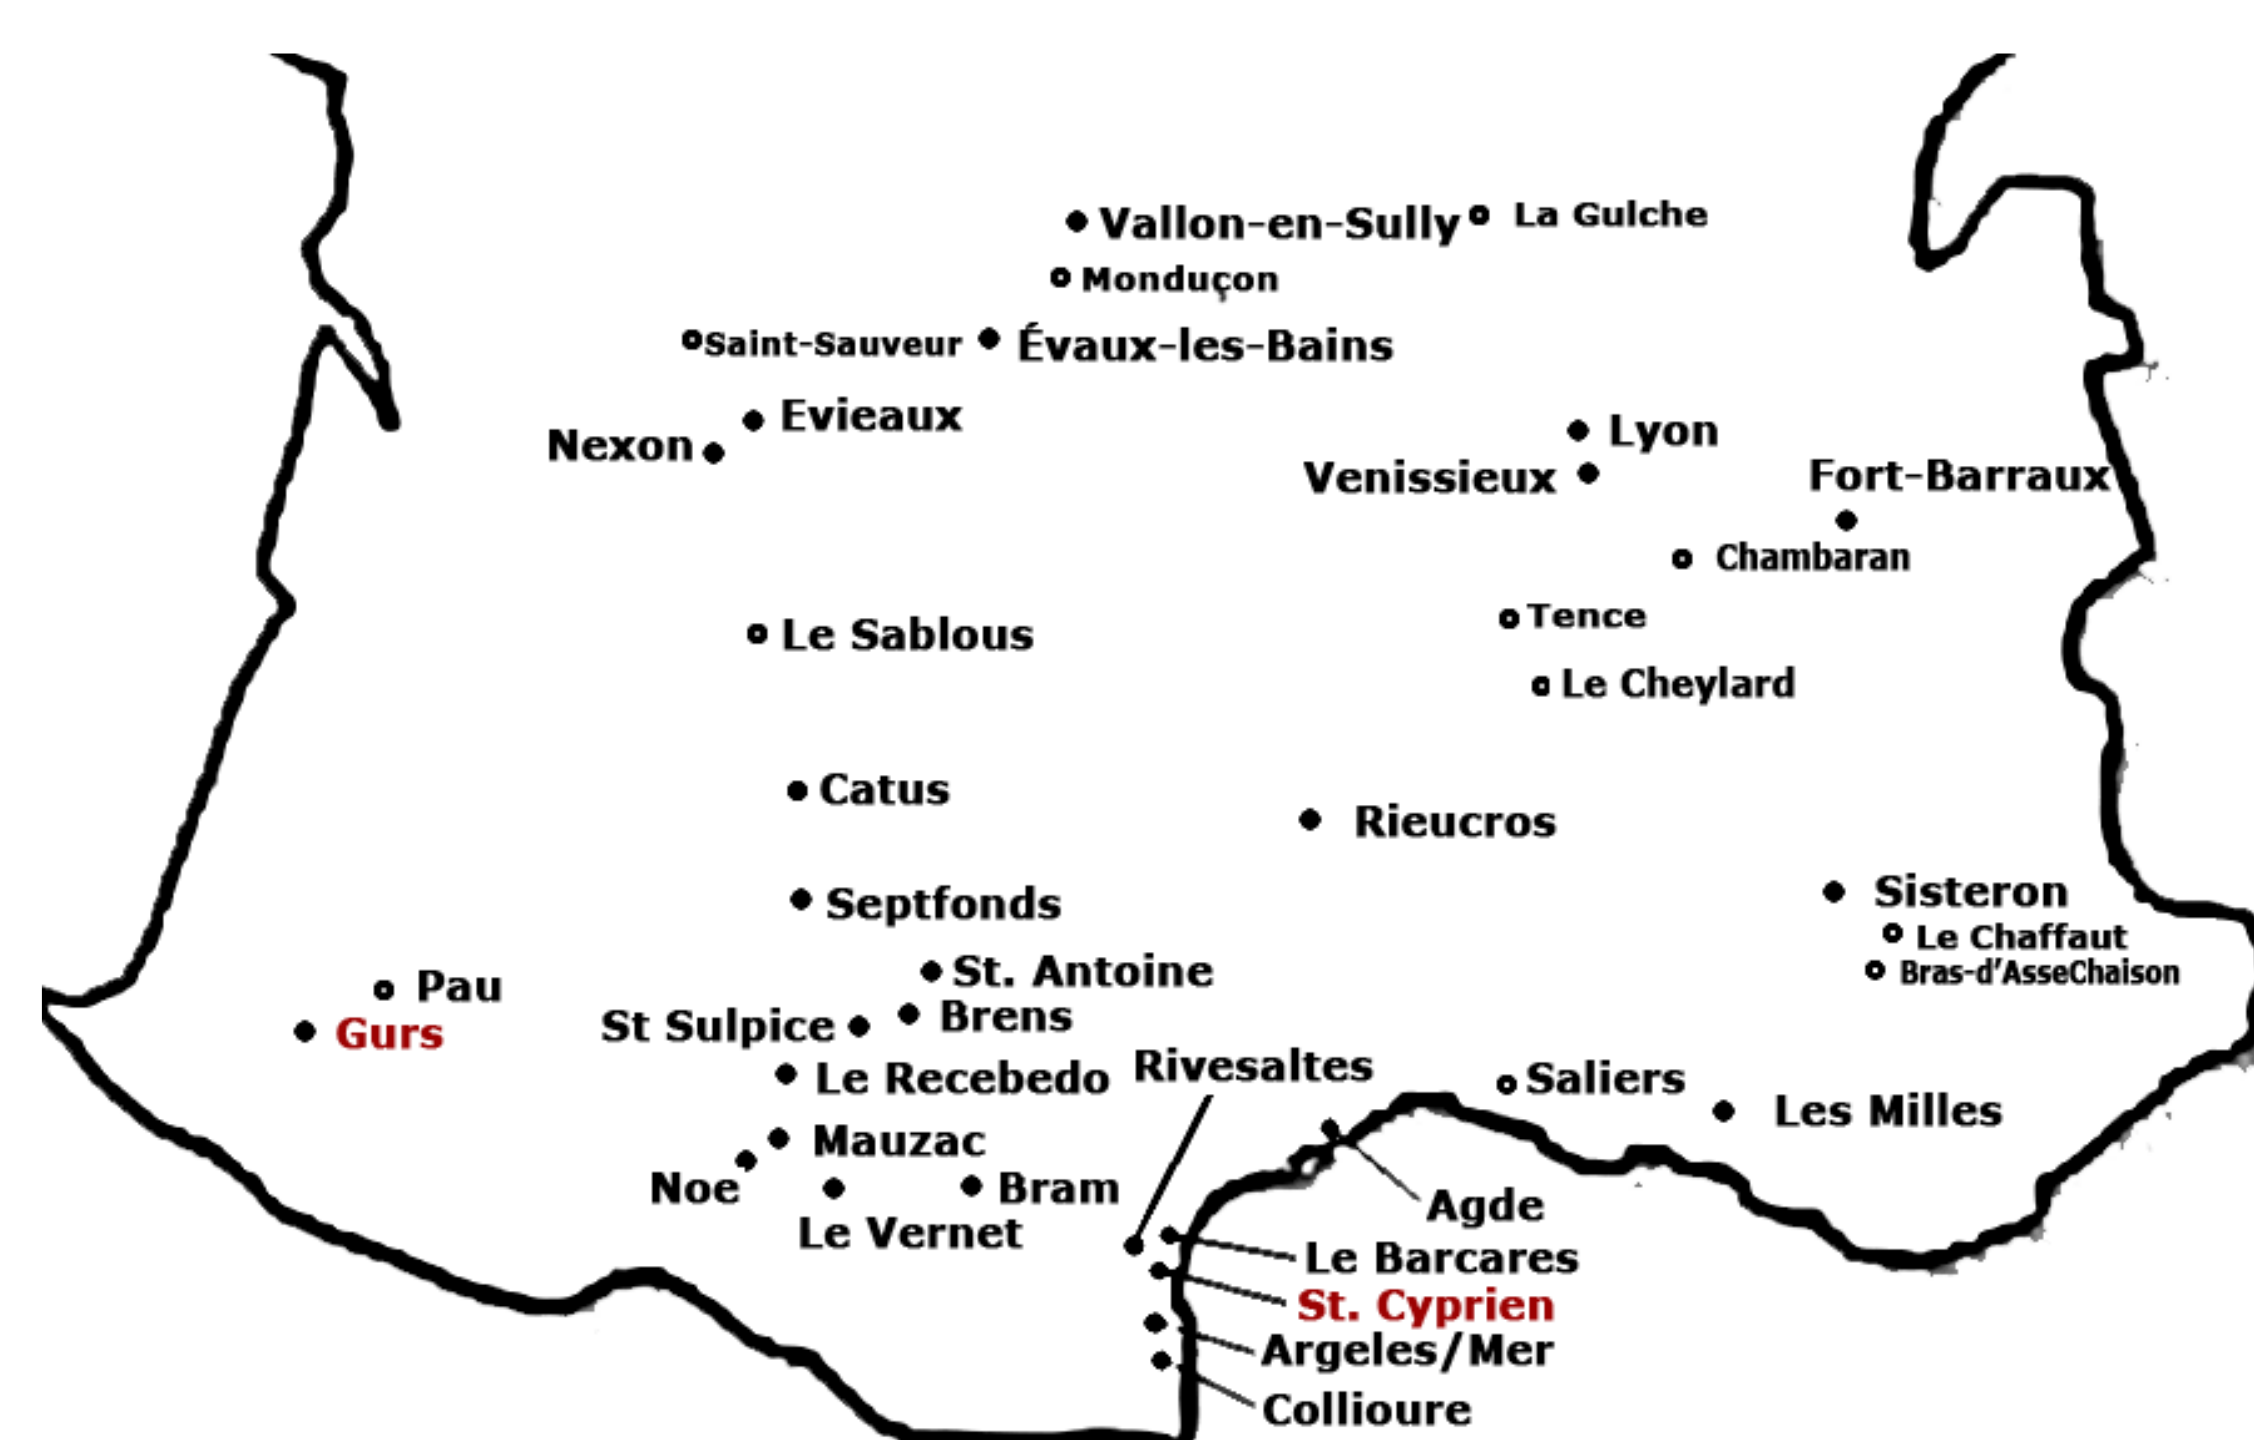 Vallon-en-Sully
La Gulche
Monduçon
Saint-Sauveur
Évaux-les-Bains
Evieaux
Nexon
Lyon
Venissieux
Fort-Barraux
Chambaran
Tence
Le Sablous
Le Cheylard
Catus
Rieucros
Septfonds
Sisteron
Le Chaffaut
Bras-d'AsseChaison
St. Antoine
Pau
Gurs
St Sulpice
Brens
Rivesaltes
Le Recebedo
Saliers
Les Milles
Mauzac
Noe
Bram
Le Vernet
Agde
Le Barcares
St. Cyprien
Argeles/Mer
Collioure